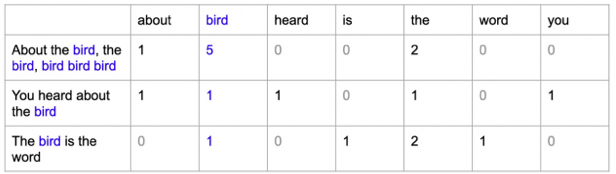 about bird heard is the word you
About the bird, the 1 5 0 0 2 0 0
bird, bird bird bird
You heard about 1 1 1 0 1 0 1
the bird
The bird is the 0 1 0 1 2 1 0
word